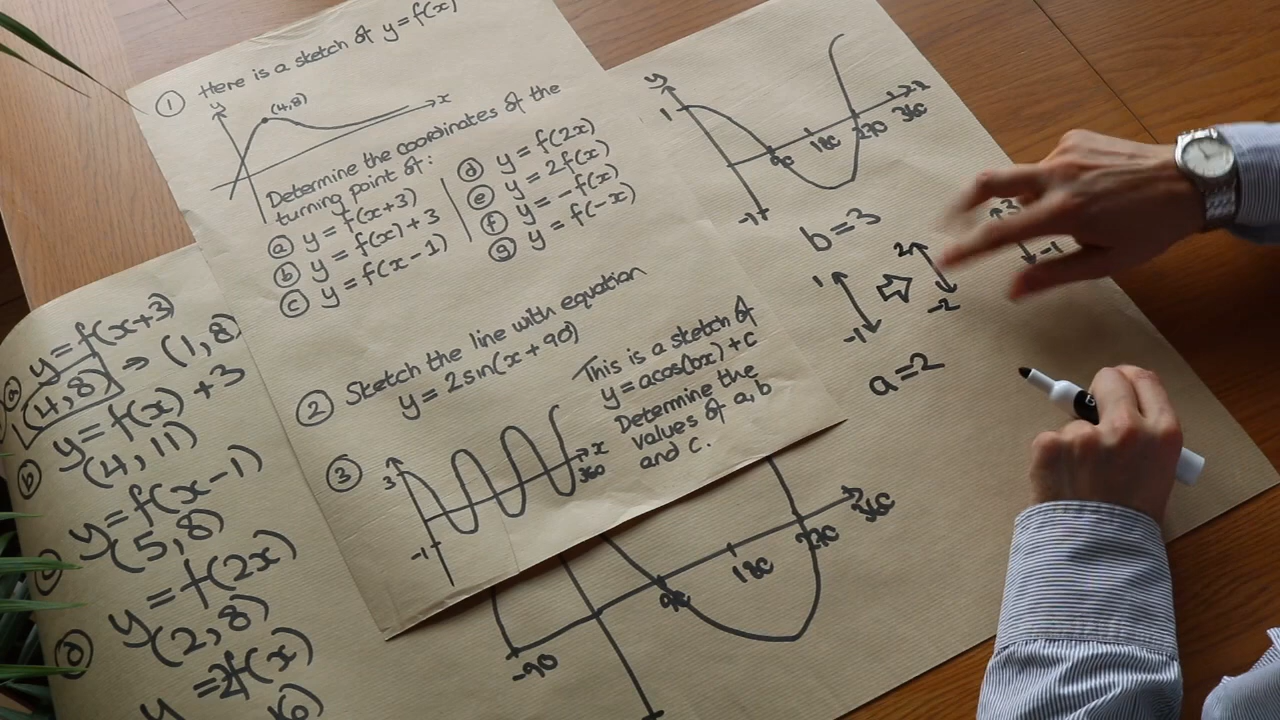 ① Here is a sketch of y=f(x)
y
(4,8)
x
Determine the coordinates of the
turning point of:
ⓐ y=f(x+3)
ⓑ y=f(x)+3
ⓒ y=f(x-1)
ⓓ y=f(2x)
ⓔ y=2f(x)
ⓕ y=-f(x)
ⓖ y=f(-x)
② Sketch the line with equation
y=2sin(x+90)
③
3
-1
x
360
This is a sketch of
y=acos(bx)+c
Determine the
values of a, b
and c.
ⓐ y=f(x+3)
(4,8) ⇒ (1,8)
ⓑ y=f(x)+3
(4,11)
ⓒ y=f(x-1)
(5,8)
ⓓ y=f(2x)
(2,8)
y=2f(x)
y
1
-1
90
180
270
360
x
b=3
1
-1
2
-2
3
-1
a=2
-90
90
180
270
360